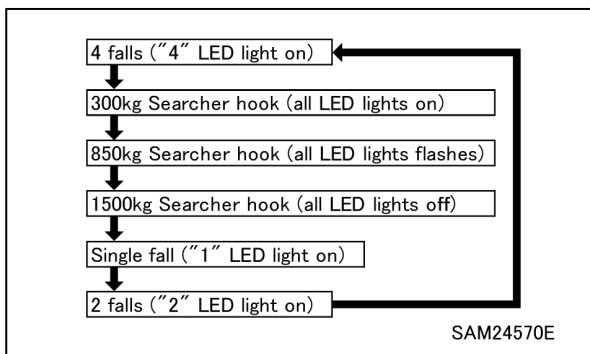 4 falls ("4" LED light on)
300kg Searcher hook (all LED lights on)
850kg Searcher hook (all LED lights flashes)
1500kg Searcher hook (all LED lights off)
Single fall ("1" LED light on)
2 falls ("2" LED light on)
SAM24570E